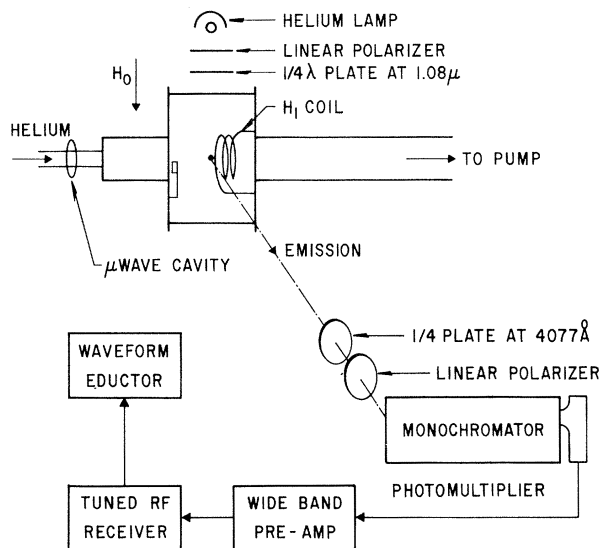 HELIUM LAMP
LINEAR POLARIZER
1/4 λ PLATE AT 1.08μ
H₀
H₁ COIL
HELIUM
TO PUMP
μWAVE CAVITY
EMISSION
1/4 PLATE AT 4077Å
LINEAR POLARIZER
WAVEFORM
EDUCTOR
MONOCHROMATOR
PHOTOMULTIPLIER
TUNED RF
RECEIVER
WIDE BAND
PRE-AMP